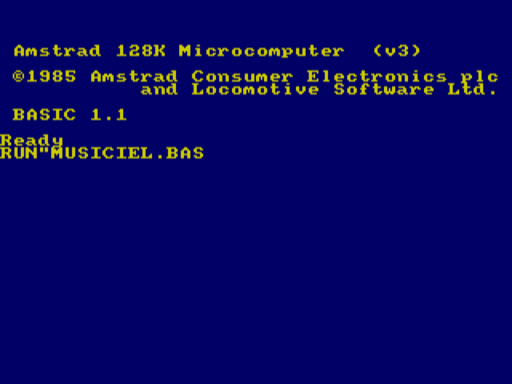 Amstrad 128K Microcomputer (v3)
©1985 Amstrad Consumer Electronics plc
and Locomotive Software Ltd.
BASIC 1.1
Ready
RUN"MUSICIEL.BAS